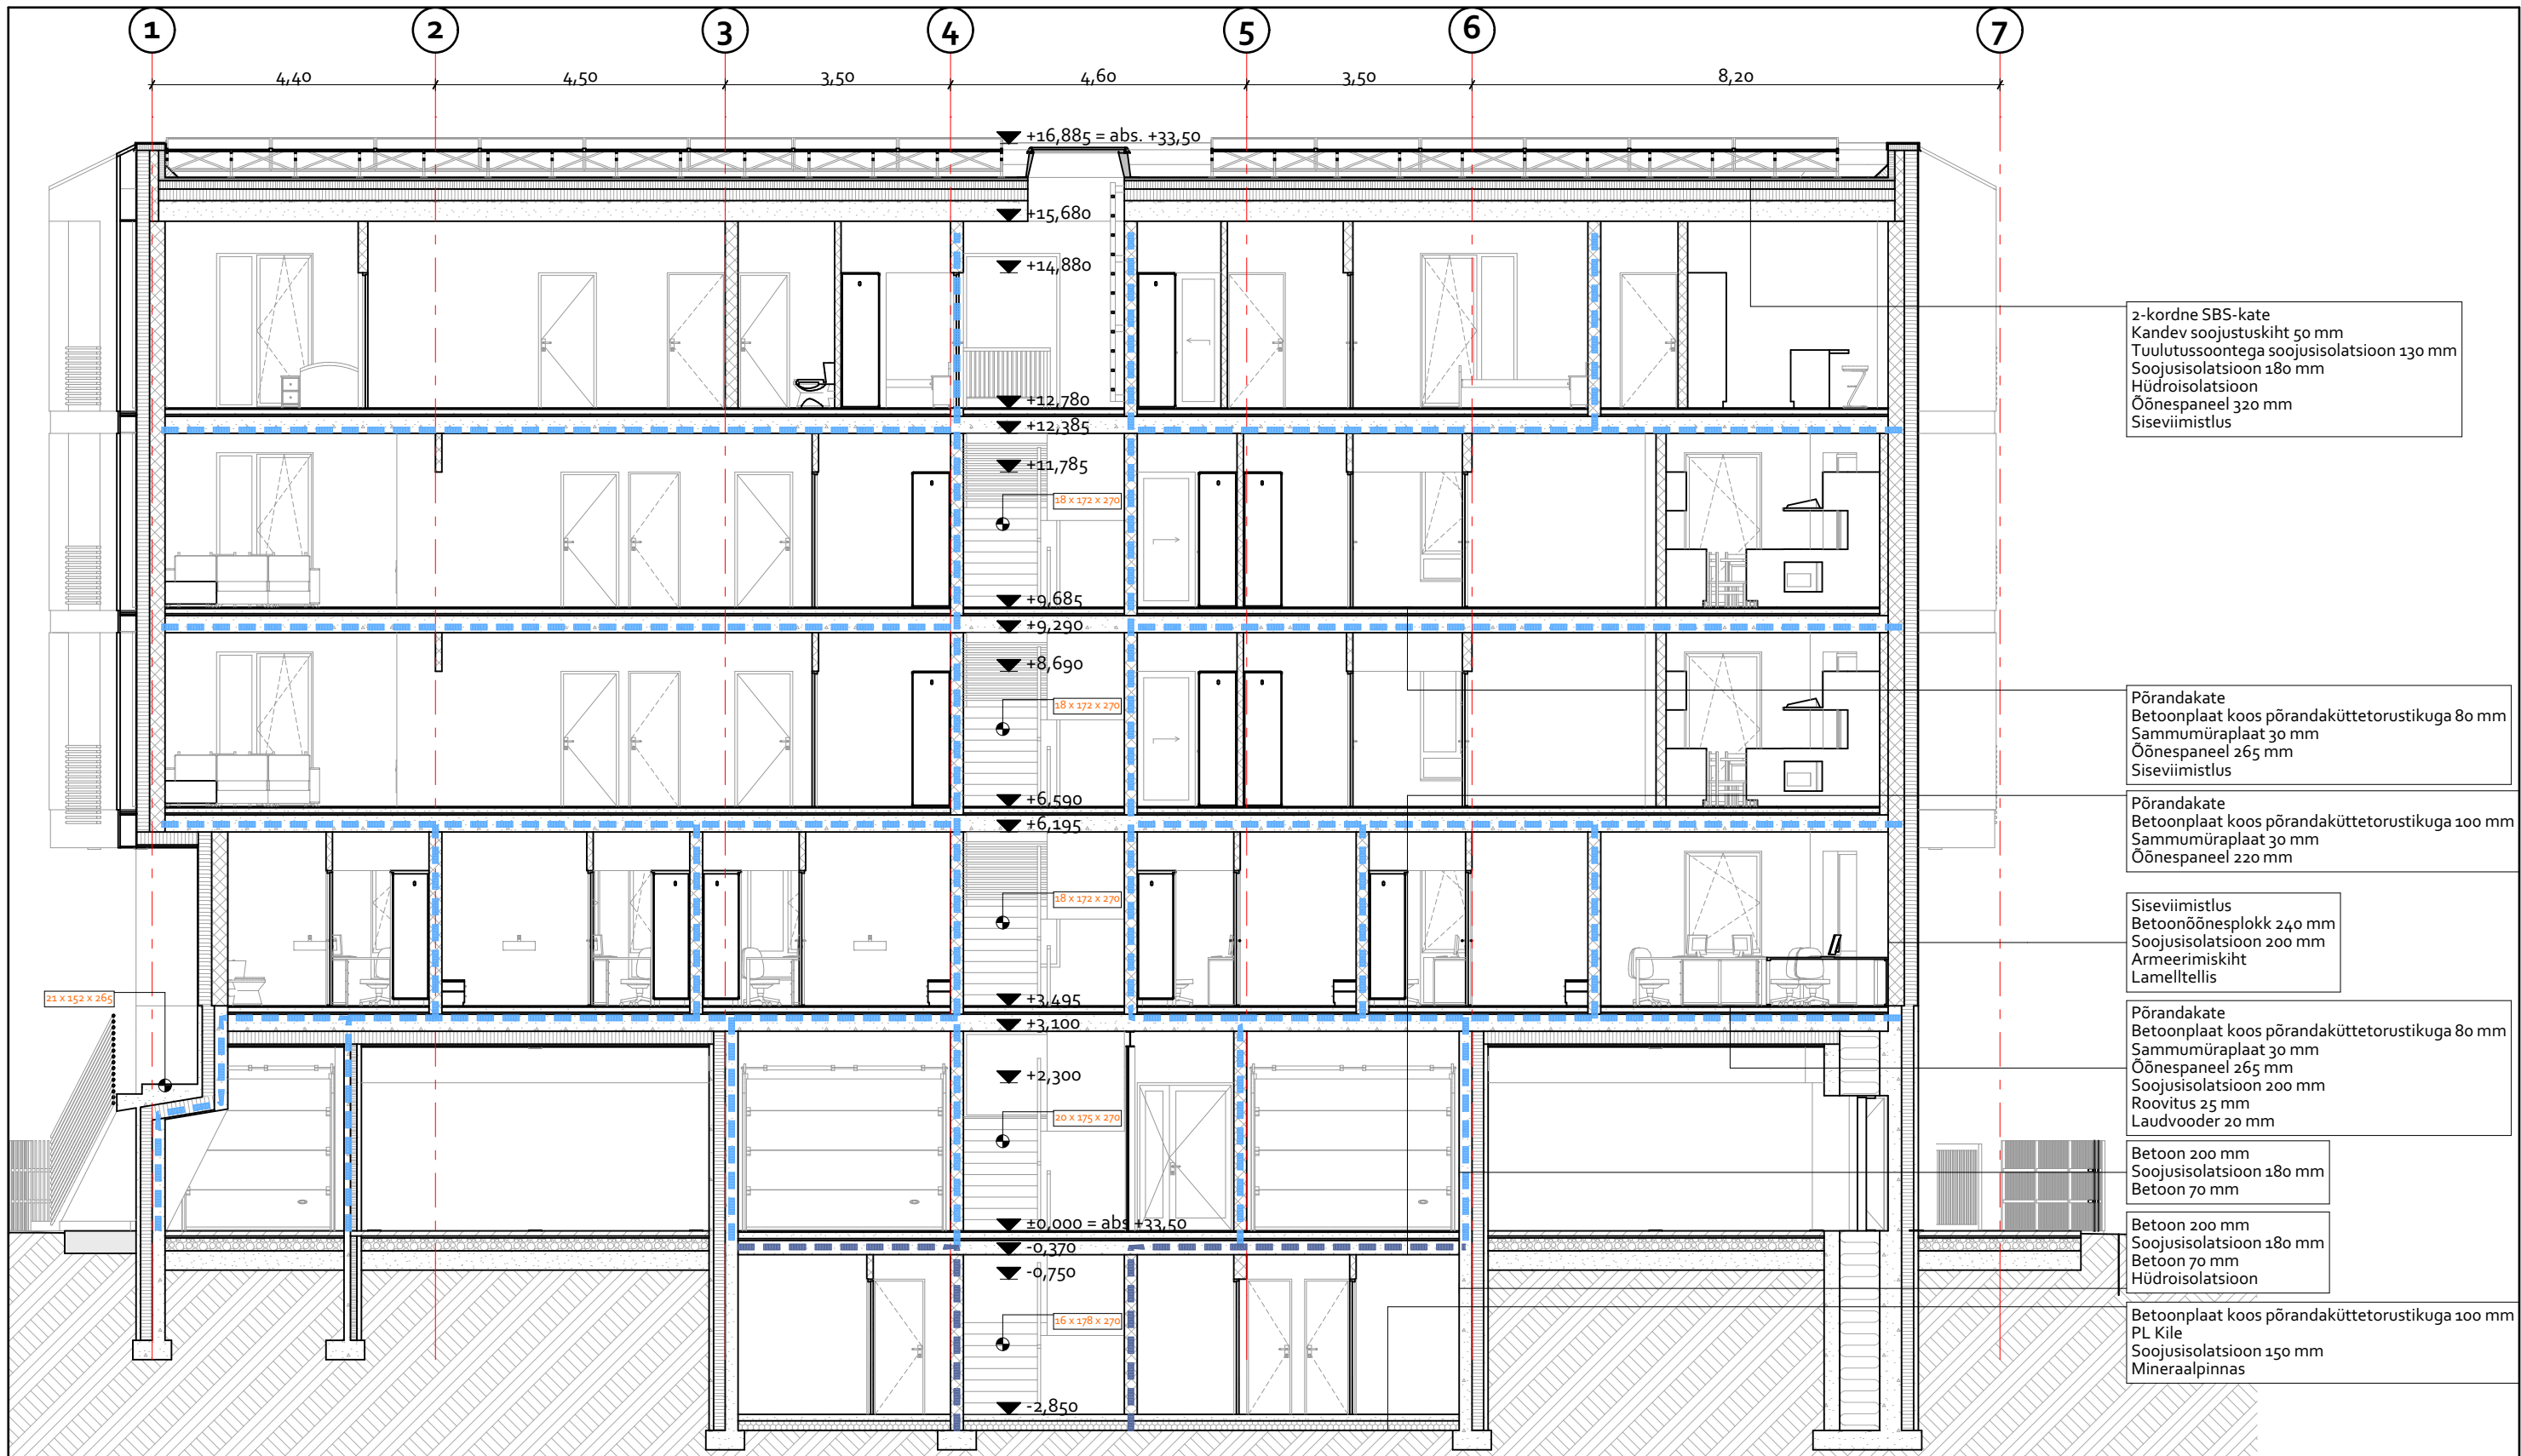 1
2
3
4
5
6
7
4,40
4,50
3,50
4,60
3,50
8,20
+16,885 = abs. +33,50
+15,680
+14,880
+12,780
+12,385
+11,785
18 x 172 x 270
+9,685
+9,290
+8,690
18 x 172 x 270
+6,590
+6,195
18 x 172 x 270
+3,495
+3,100
21 x 152 x 265
+2,300
20 x 175 x 270
±0,000 = abs +33,50
-0,370
-0,750
16 x 178 x 270
-2,850
2-kordne SBS-kate
Kandev soojustuskiht 50 mm
Tuulutussoontega soojusisolatsioon 130 mm
Soojusisolatsioon 180 mm
Hüdroisolatsioon
Õõnespaneel 320 mm
Siseviimistlus
Põrandakate
Betoonplaat koos põrandaküttetorustikuga 80 mm
Sammumüraplaat 30 mm
Õõnespaneel 265 mm
Siseviimistlus
Põrandakate
Betoonplaat koos põrandaküttetorustikuga 100 mm
Sammumüraplaat 30 mm
Õõnespaneel 220 mm
Siseviimistlus
Betoonõõnesplokk 240 mm
Soojusisolatsioon 200 mm
Armeerimiskiht
Lamelltellis
Põrandakate
Betoonplaat koos põrandaküttetorustikuga 80 mm
Sammumüraplaat 30 mm
Õõnespaneel 265 mm
Soojusisolatsioon 200 mm
Roovitus 25 mm
Laudvooder 20 mm
Betoon 200 mm
Soojusisolatsioon 180 mm
Betoon 70 mm
Betoon 200 mm
Soojusisolatsioon 180 mm
Betoon 70 mm
Hüdroisolatsioon
Betoonplaat koos põrandaküttetorustikuga 100 mm
PL Kile
Soojusisolatsioon 150 mm
Mineraalpinnas